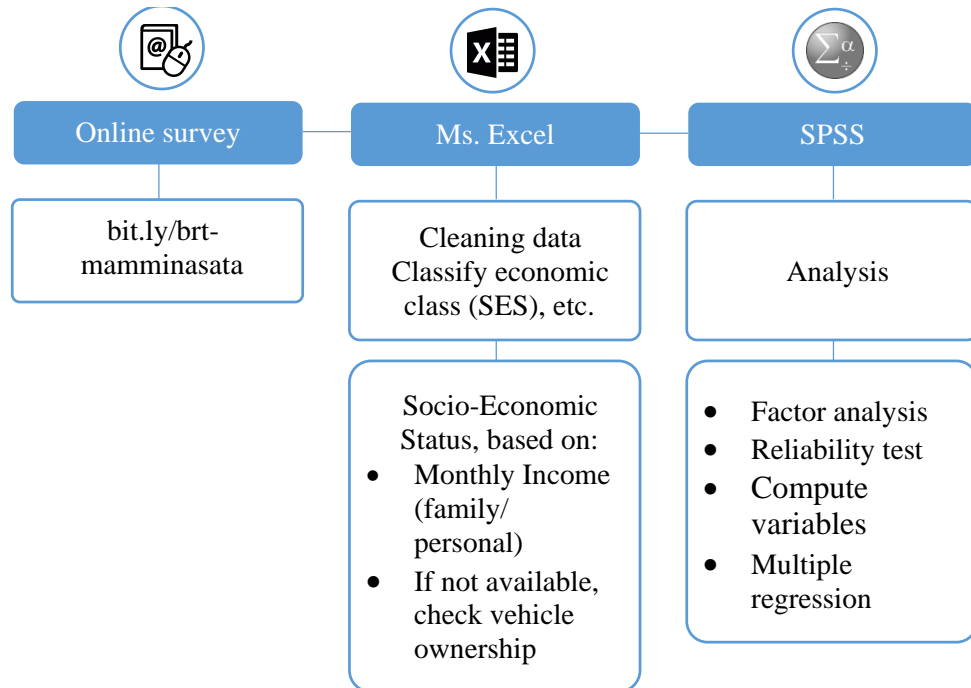 @
X
Σ α ÷
Online survey
Ms. Excel
SPSS
bit.ly/brt-
mamminasata
Cleaning data
Classify economic
class (SES), etc.
Analysis
Socio-Economic
Status, based on:
• Monthly Income
(family/
personal)
• If not available,
check vehicle
ownership
• Factor analysis
• Reliability test
• Compute
variables
• Multiple
regression